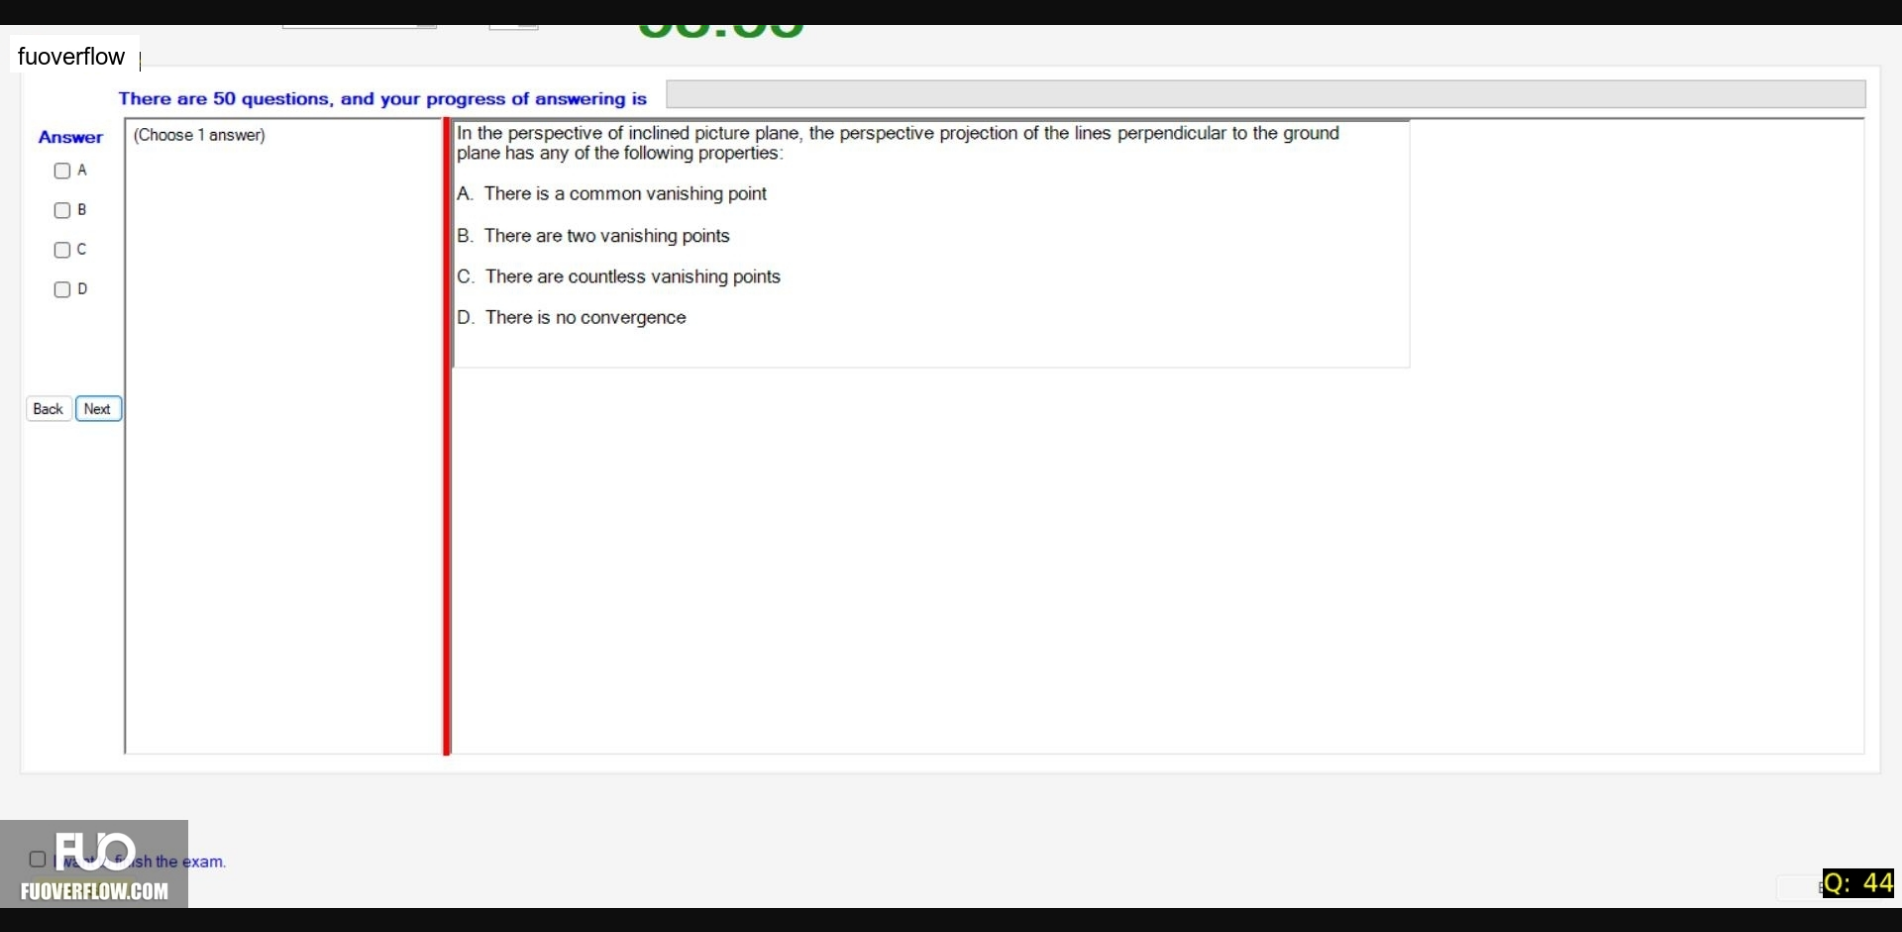 fuoverflow
There are 50 questions, and your progress of answering is
Answer
(Choose 1 answer)
A
B
C
D
Back
Next
In the perspective of inclined picture plane, the perspective projection of the lines perpendicular to the ground
plane has any of the following properties:
A. There is a common vanishing point
B. There are two vanishing points
C. There are countless vanishing points
D. There is no convergence
FUO
sh the exam.
FUOVERFLOW.COM
Q: 44